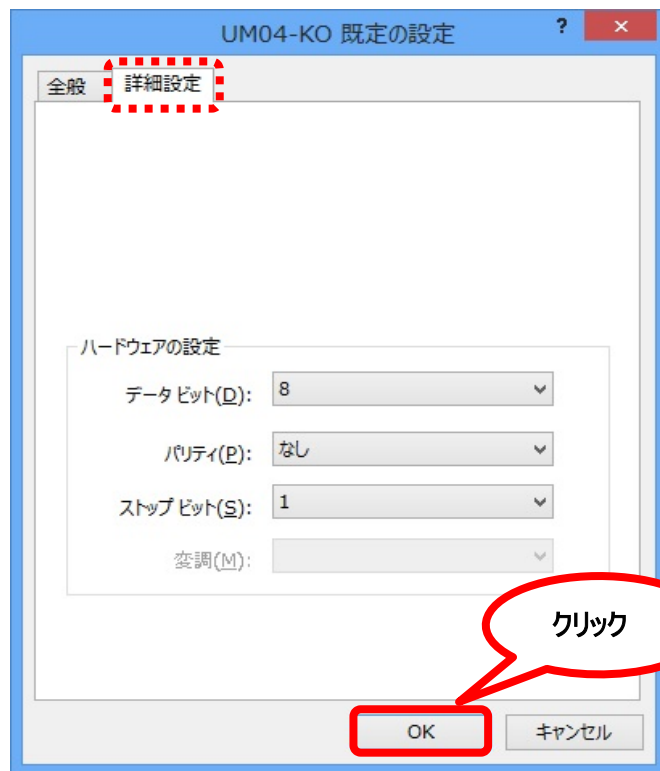 UM04-KO 既定の設定 ? ×
全般 詳細設定
ハードウェアの設定
データ ビット(D): 8
パリティ(P): なし
ストップ ビット(S): 1
変調(M):
クリック
OK キャンセル